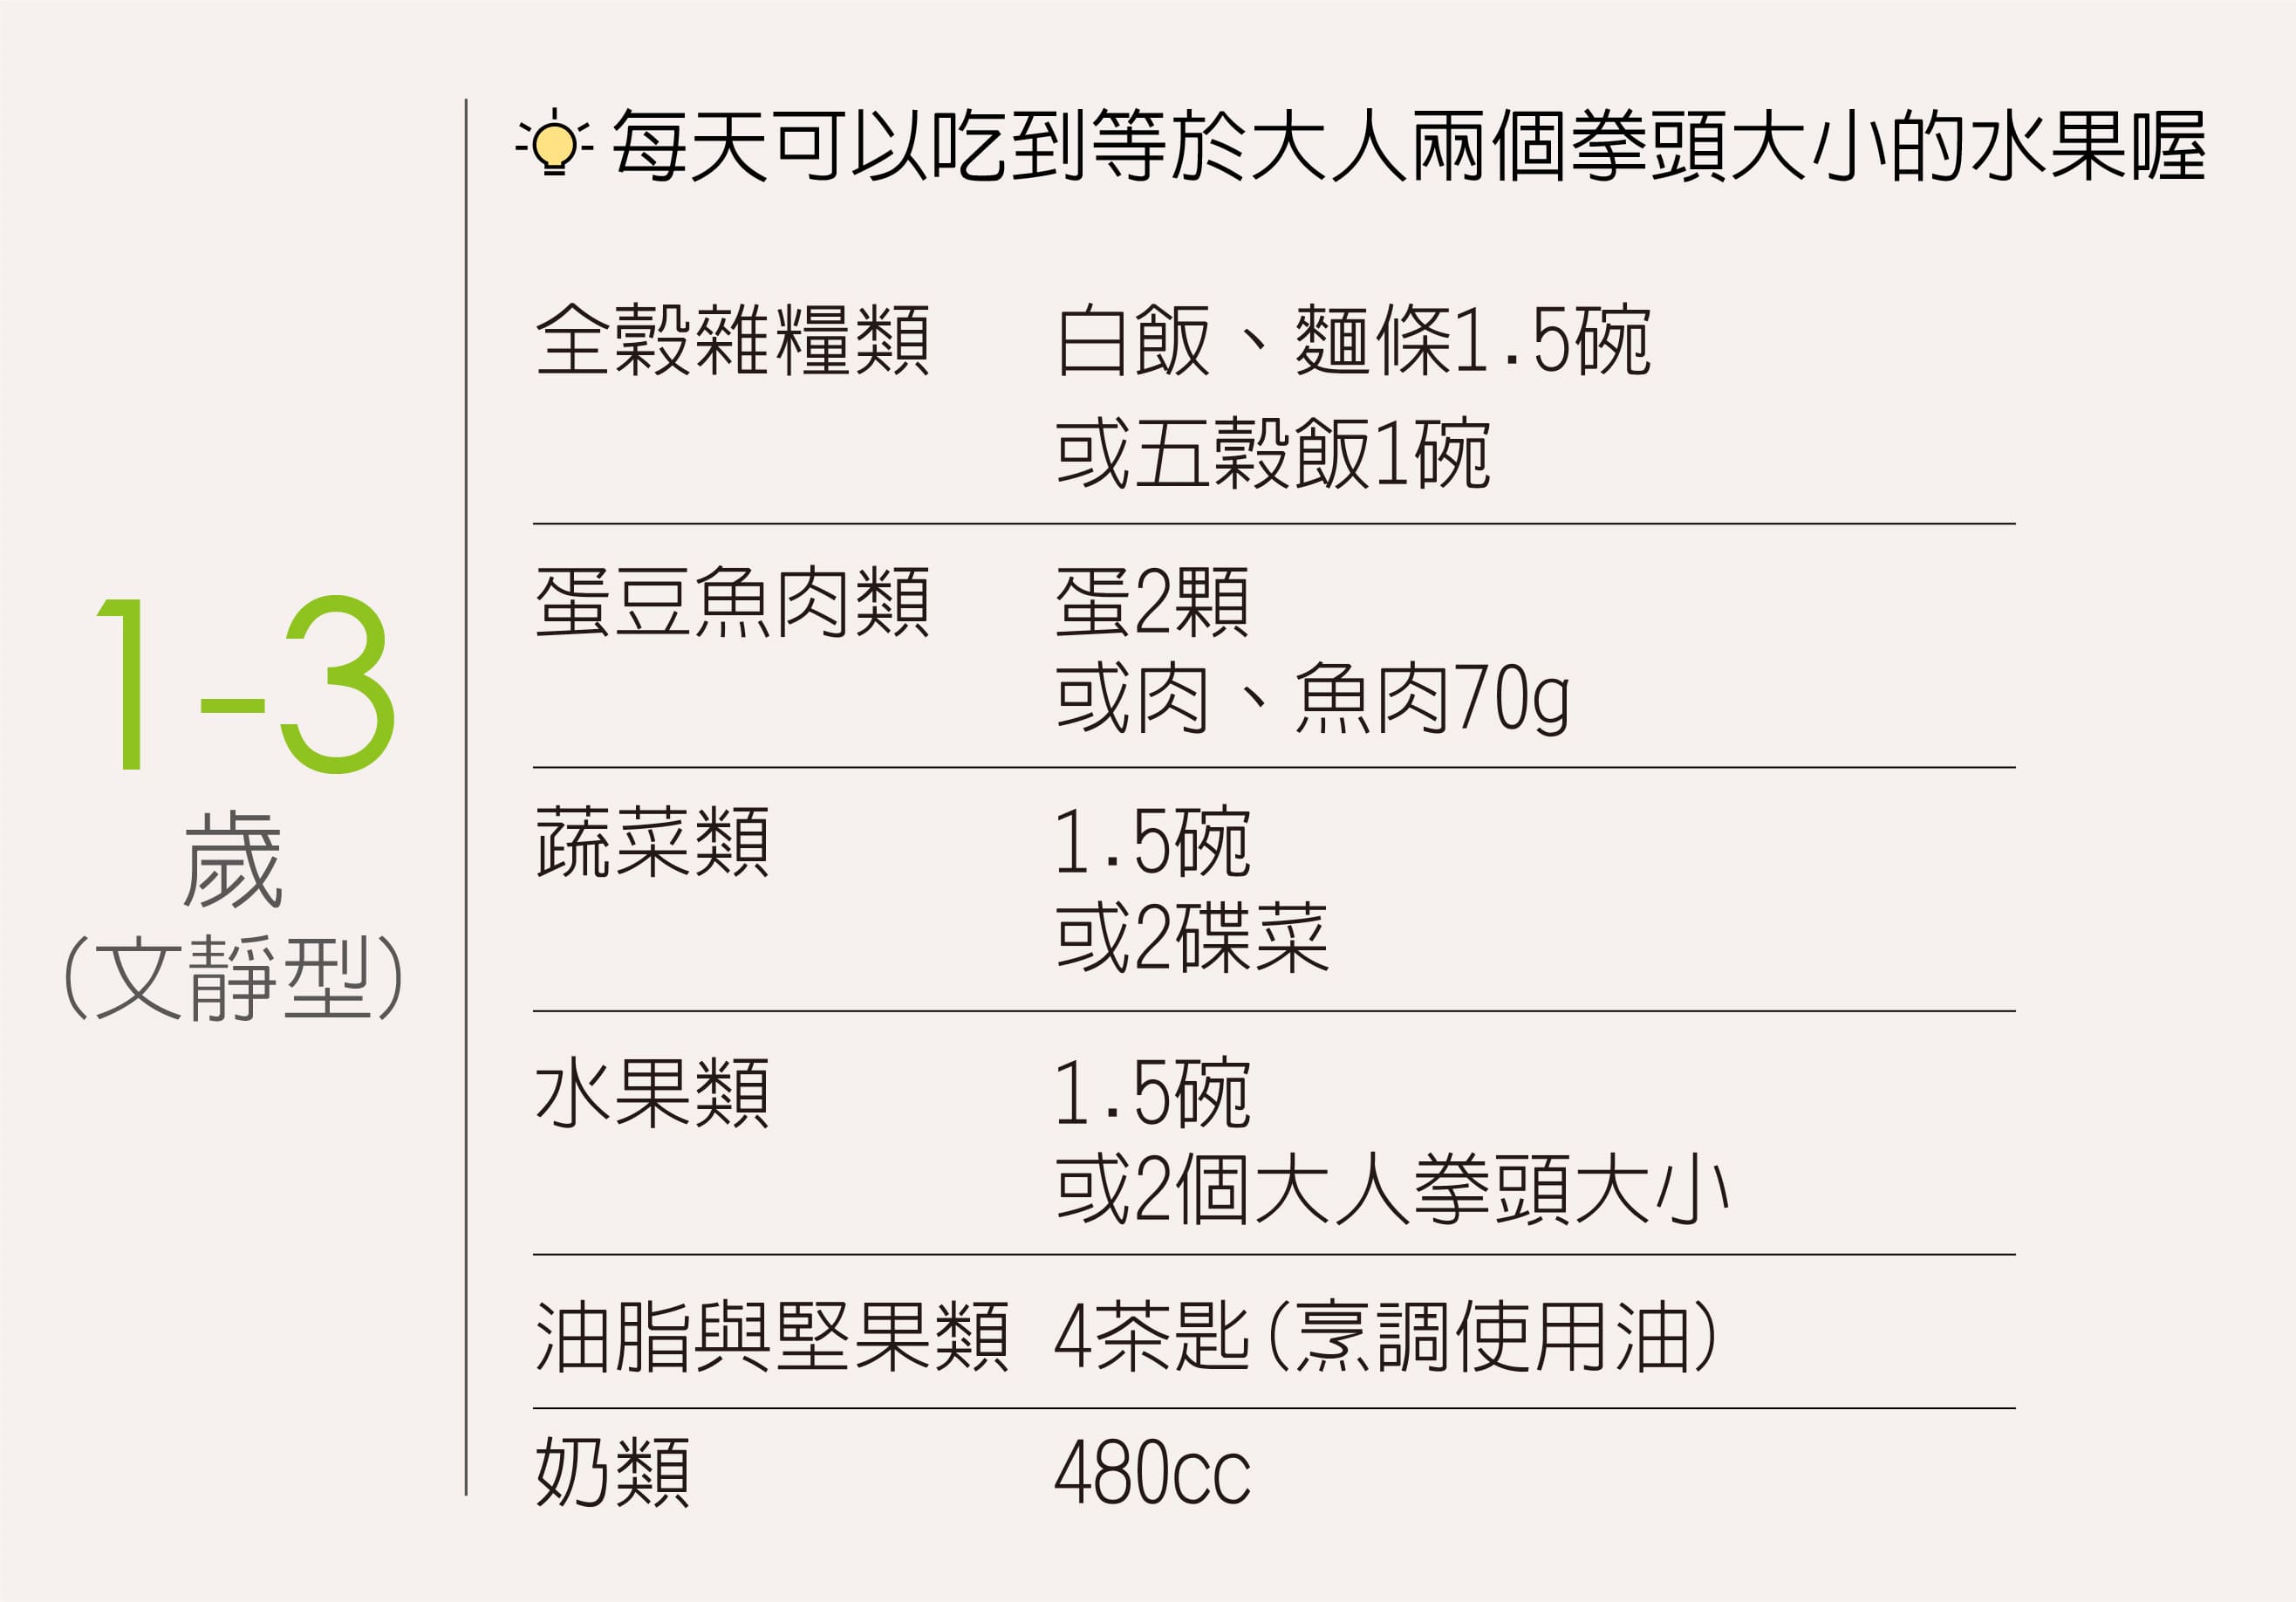 每天可以吃到等於大人兩個拳頭大小的水果喔
1-3
歲
(文靜型)
全穀雜糧類 白飯、麵條1.5碗
或五穀飯1碗
蛋豆魚肉類 蛋2顆
或肉、魚肉70g
蔬菜類 1.5碗
或2碟菜
水果類 1.5碗
或2個大人拳頭大小
油脂與堅果類 4茶匙(烹調使用油)
奶類 480cc